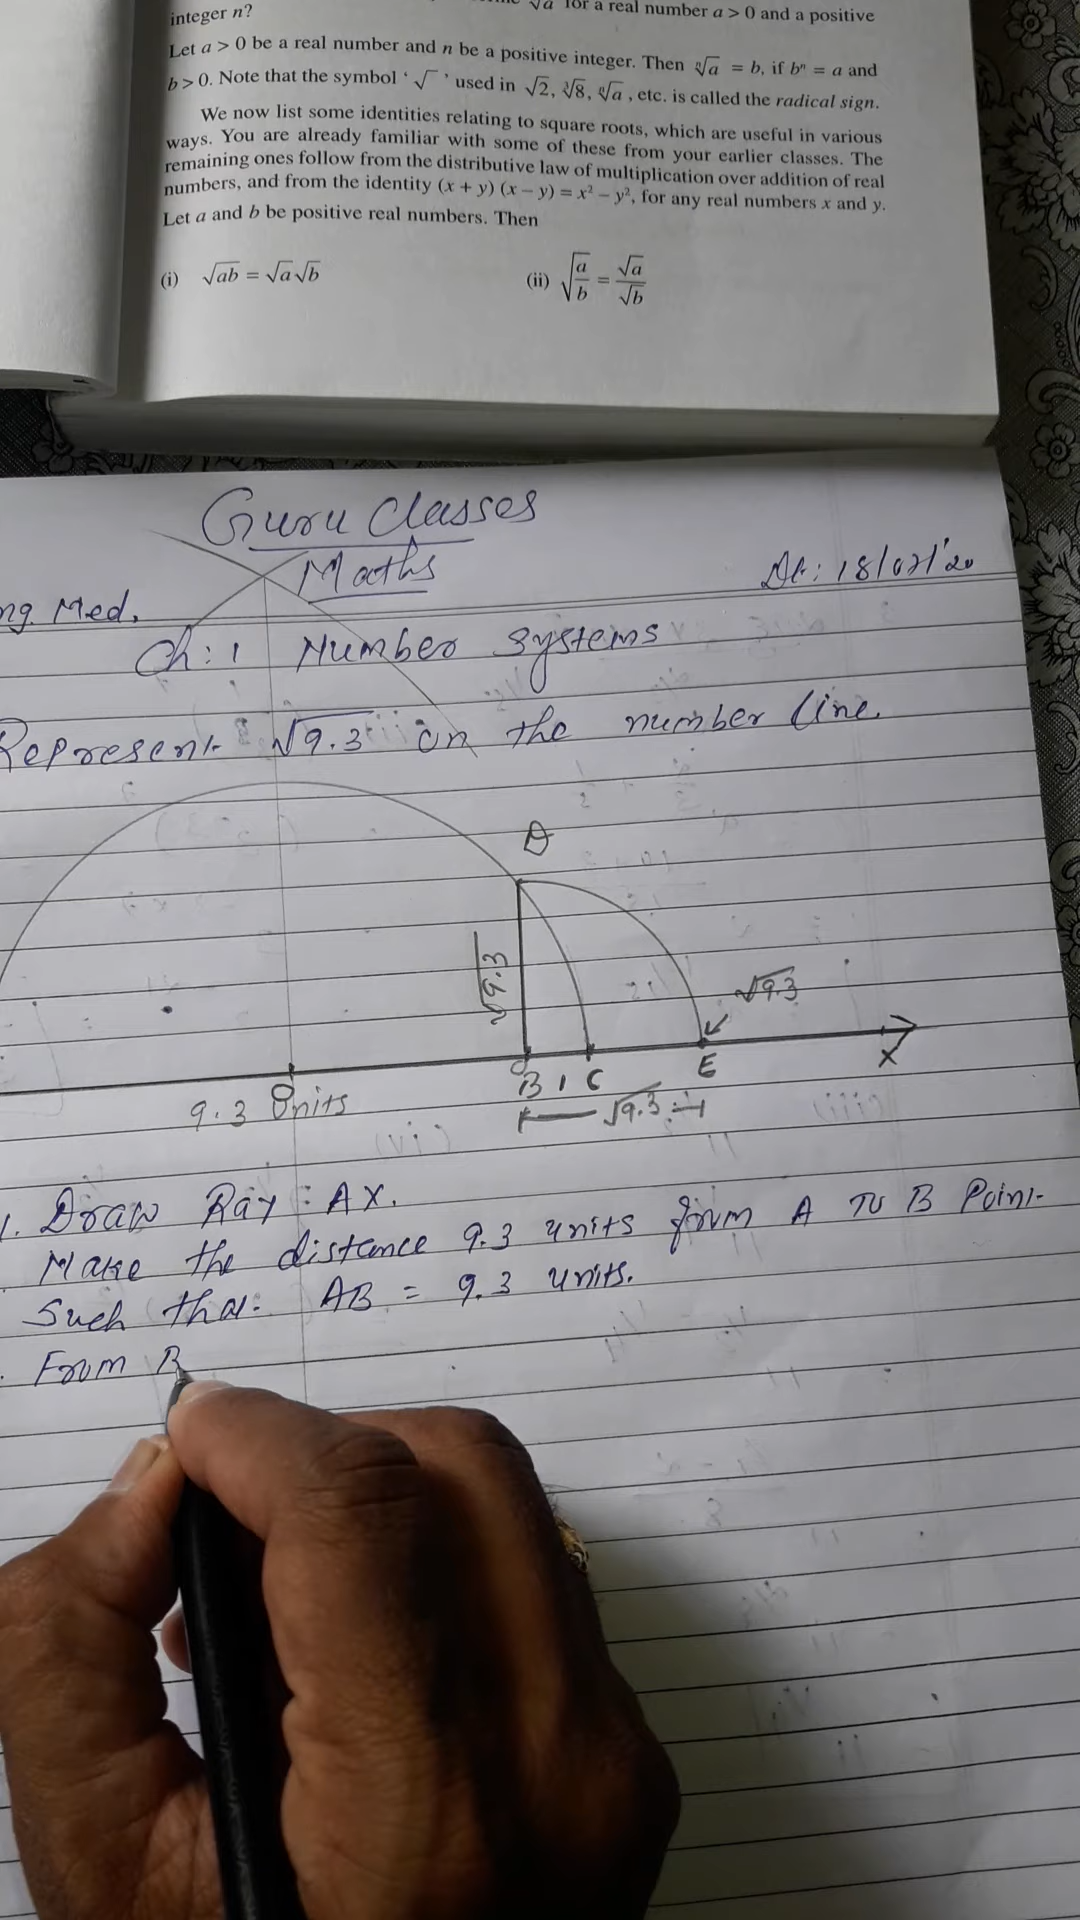 √a for a real number a > 0 and a positive
integer n?
Let a > 0 be a real number and n be a positive integer. Then ⁿ√a = b, if bⁿ = a and
b > 0. Note that the symbol ‘√ ’ used in √2, ³√8, ⁿ√a, etc. is called the radical sign.
We now list some identities relating to square roots, which are useful in various
ways. You are already familiar with some of these from your earlier classes. The
remaining ones follow from the distributive law of multiplication over addition of real
numbers, and from the identity (x + y) (x – y) = x² – y², for any real numbers x and y.
Let a and b be positive real numbers. Then
(i) √ab = √a√b (ii) √(a/b) = √a/√b
Guru Classes
Maths
Dt: 18/07/20
ng. Med.
Ch: 1 Number Systems
Represent √9.3 on the number line.
D
√9.3
√9.3
B 1 C E X
9.3 Units
√9.3
1. Draw Ray AX.
Make the distance 9.3 units from A TO B Point
Such that AB = 9.3 units.
From B